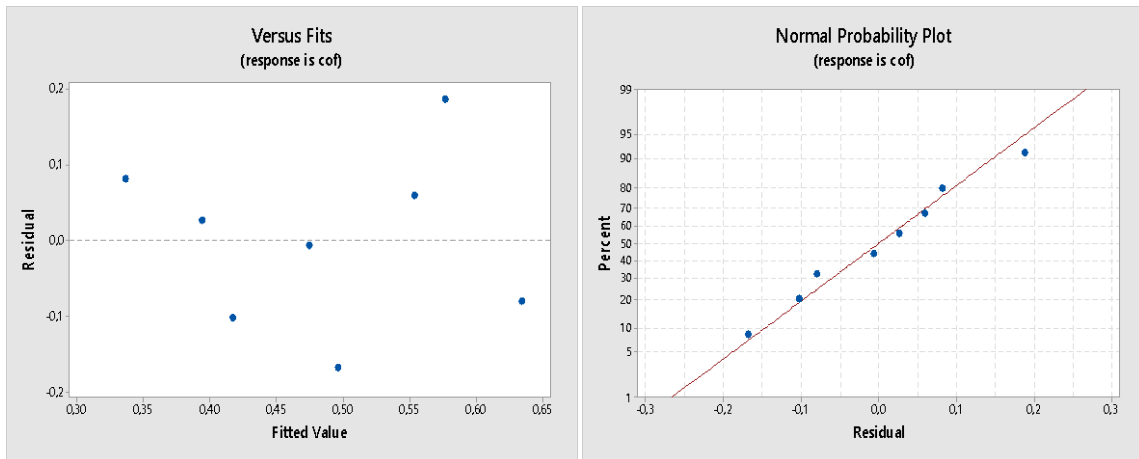 Versus Fits
(response is cof)
Residual
0,2
0,1
0,0
-0,1
-0,2
0,30 0,35 0,40 0,45 0,50 0,55 0,60 0,65
Fitted Value
Normal Probability Plot
(response is cof)
Percent
99
95
90
80
70
60
50
40
30
20
10
5
1
-0,3 -0,2 -0,1 0,0 0,1 0,2 0,3
Residual